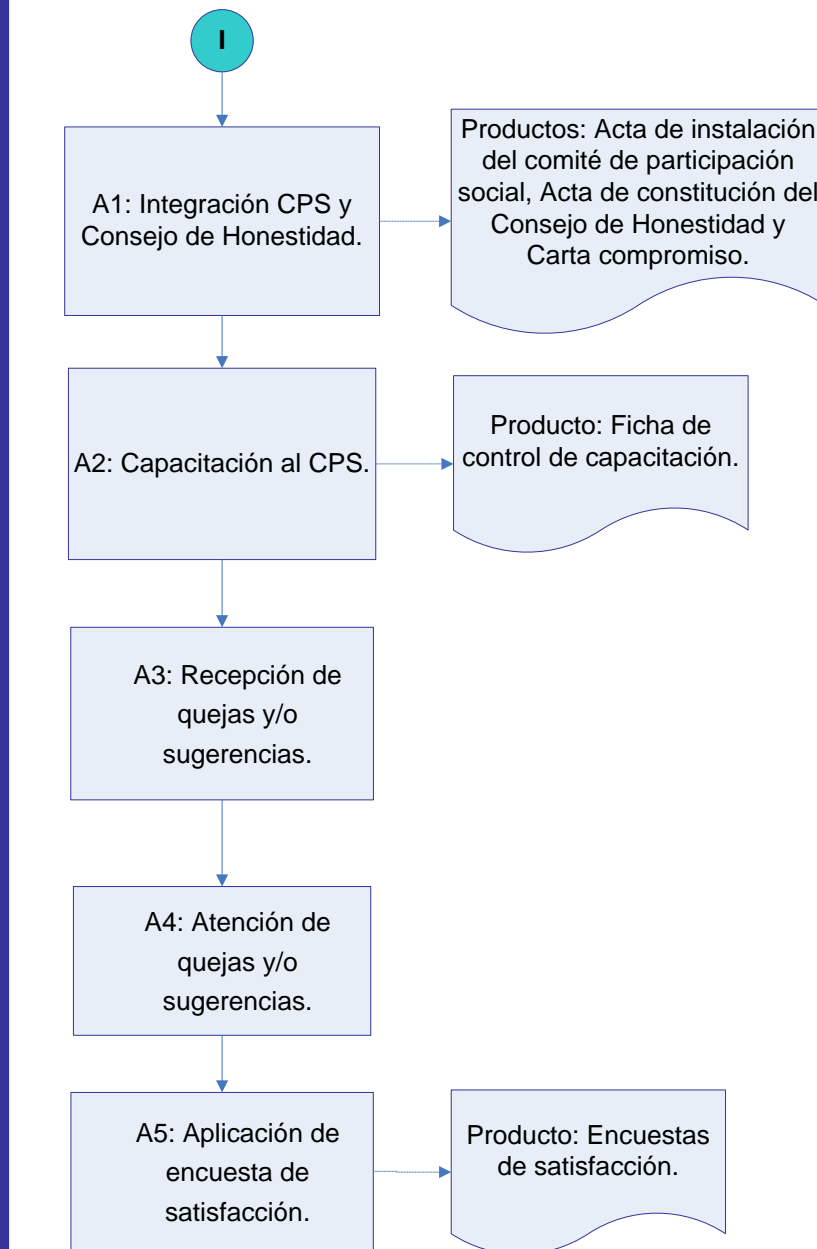 I
A1: Integración CPS y
Consejo de Honestidad.
Productos: Acta de instalación
del comité de participación
social, Acta de constitución del
Consejo de Honestidad y
Carta compromiso.
A2: Capacitación al CPS.
Producto: Ficha de
control de capacitación.
A3: Recepción de
quejas y/o
sugerencias.
A4: Atención de
quejas y/o
sugerencias.
A5: Aplicación de
encuesta de
satisfacción.
Producto: Encuestas
de satisfacción.